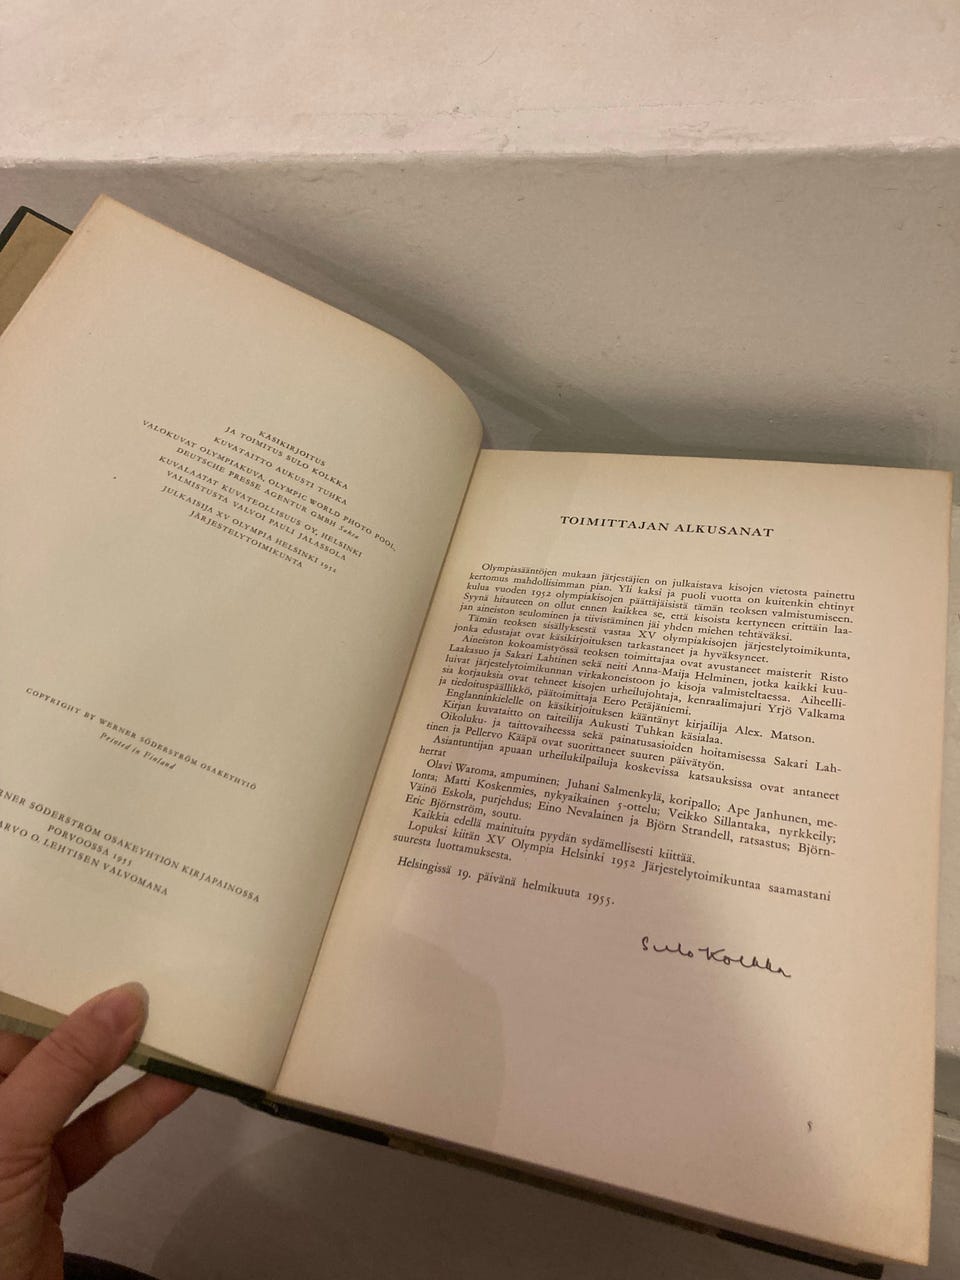 KÄSIKIRJOITUS
JA TOIMITUS SULO KOLKKA
KUVATAITTO AUKUSTI TUHKA
VALOKUVAT OLYMPIAKUVA, OLYMPIC WORLD PHOTO POOL,
DEUTSCHE PRESSE AGENTUR GMBH
KUVALAATAT KUVATEOLLISUUS OY, HELSINKI
VALMISTUSTA VALVOI PAULI JALASSOLA
JULKAISIJA XV OLYMPIA HELSINKI 1952
JÄRJESTELYTOIMIKUNTA
COPYRIGHT BY WERNER SÖDERSTRÖM OSAKEYHTIÖ
Printed in Finland
RNER SÖDERSTRÖM OSAKEYHTIÖN KIRJAPAINOSSA
PORVOOSSA 1955
ARVO O. LEHTISEN VALVOMANA
TOIMITTAJAN ALKUSANAT
Olympiasääntöjen mukaan järjestäjien on julkaistava kisojen vietosta painettu
kertomus mahdollisimman pian. Yli kaksi ja puoli vuotta on kuitenkin ehtinyt
kulua vuoden 1952 olympiakisojen päättäjäisistä tämän teoksen valmistumiseen.
Syynä hitauteen on ollut ennen kaikkea se, että kisoista kertyneen erittäin laa-
jan aineiston seulominen ja tiivistäminen jäi yhden miehen tehtäväksi.
Tämän teoksen sisällyksestä vastaa XV olympiakisojen järjestelytoimikunta,
jonka edustajat ovat käsikirjoituksen tarkastaneet ja hyväksyneet.
Aineiston kokoamistyössä teoksen toimittajaa ovat avustaneet maisterit Risto
Laakasuo ja Sakari Lahtinen sekä neiti Anna-Maija Helminen, jotka kaikki kuu-
luivat järjestelytoimikunnan virkakoneistoon jo kisoja valmisteltaessa. Aiheelli-
sia korjauksia ovat tehneet kisojen urheilujohtaja, kenraalimajuri Yrjö Valkama
ja tiedoituspäällikkö, päätoimittaja Eero Petäjäniemi.
Englanninkielelle on käsikirjoituksen kääntänyt kirjailija Alex. Matson.
Kirjan kuvataitto on taiteilija Aukusti Tuhkan käsialaa.
Oikoluku- ja taittovaiheessa sekä painatusasioiden hoitamisessa Sakari Lah-
tinen ja Pellervo Kääpä ovat suorittaneet suuren päivätyön.
Asiantuntijan apuaan urheilukilpailuja koskevissa katsauksissa ovat antaneet
herrat
Olavi Waroma, ampuminen; Juhani Salmenkylä, koripallo; Ape Janhunen, me-
lonta; Matti Koskenmies, nykyaikainen 5-ottelu; Veikko Sillantaka, nyrkkeily;
Väinö Eskola, purjehdus; Eino Nevalainen ja Björn Strandell, ratsastus; Björn-
Eric Björnström, soutu.
Kaikkia edellä mainituita pyydän sydämellisesti kiittää.
Lopuksi kiitän XV Olympia Helsinki 1952 Järjestelytoimikuntaa saamastani
suuresta luottamuksesta.
Helsingissä 19. päivänä helmikuuta 1955.
Sulo Kolkka
5